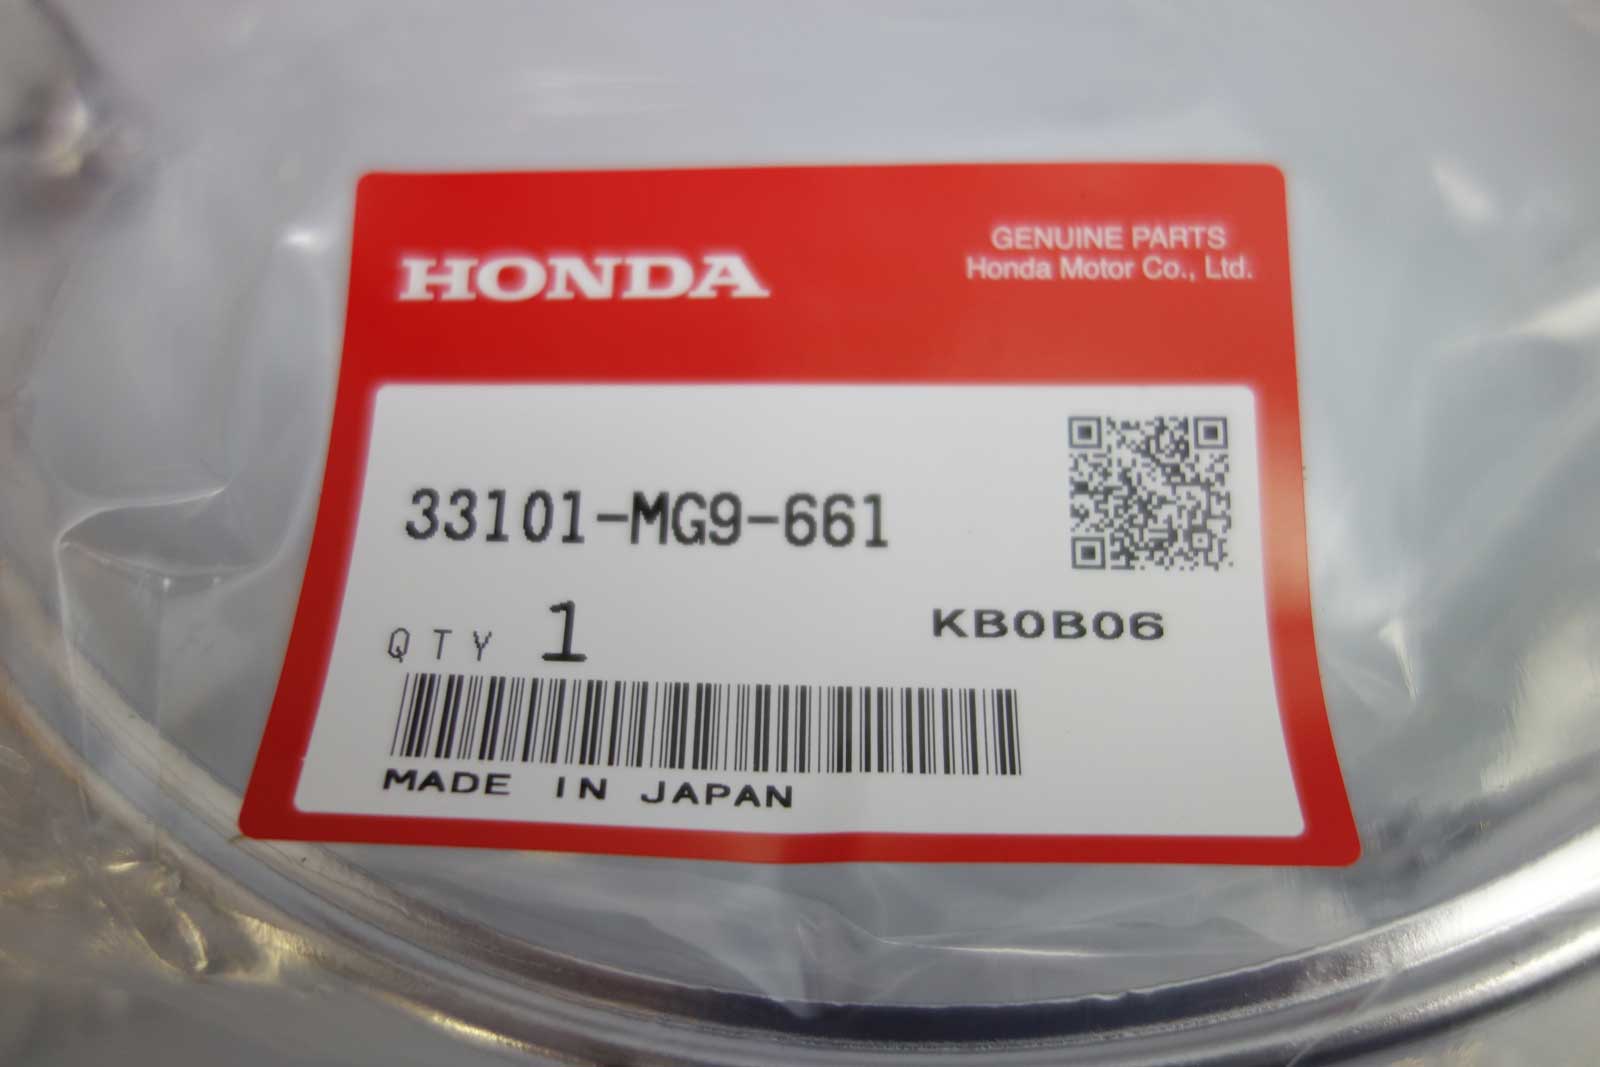 HONDA
GENUINE PARTS
Honda Motor Co., Ltd.
33101-MG9-661
QTY 1
KB0B06
MADE IN JAPAN